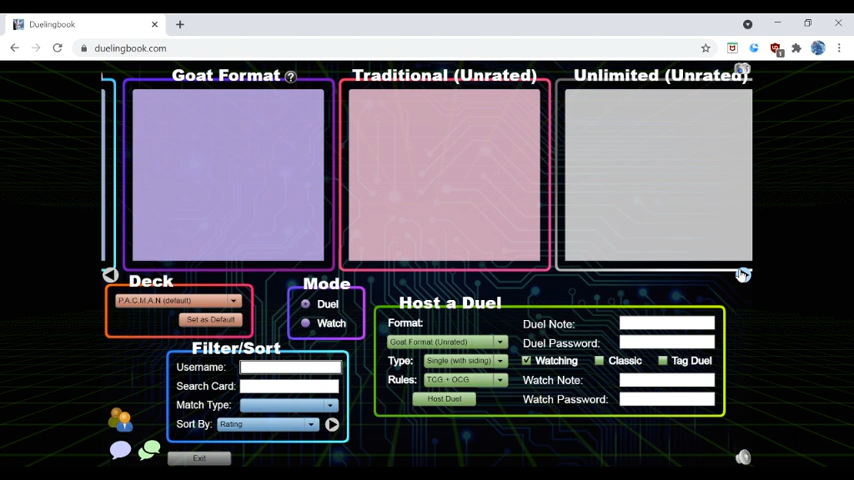 Duelingbook
duelingbook.com
Goat Format ?
Traditional (Unrated)
Unlimited (Unrated)
Deck
P.A.C.M.A.N (default)
Set as Default
Mode
Duel
Watch
Host a Duel
Format:
Goat Format (Unrated)
Type: Single (with siding)
Rules: TCG + OCG
Host Duel
Duel Note:
Duel Password:
Watching Classic Tag Duel
Watch Note:
Watch Password:
Filter/Sort
Username:
Search Card:
Match Type:
Sort By: Rating
Exit